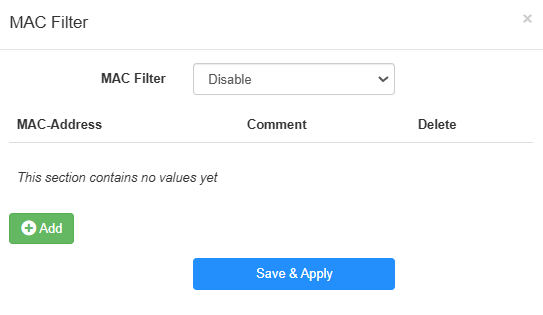 MAC Filter ×
MAC Filter Disable
MAC-Address Comment Delete
This section contains no values yet
Add
Save & Apply